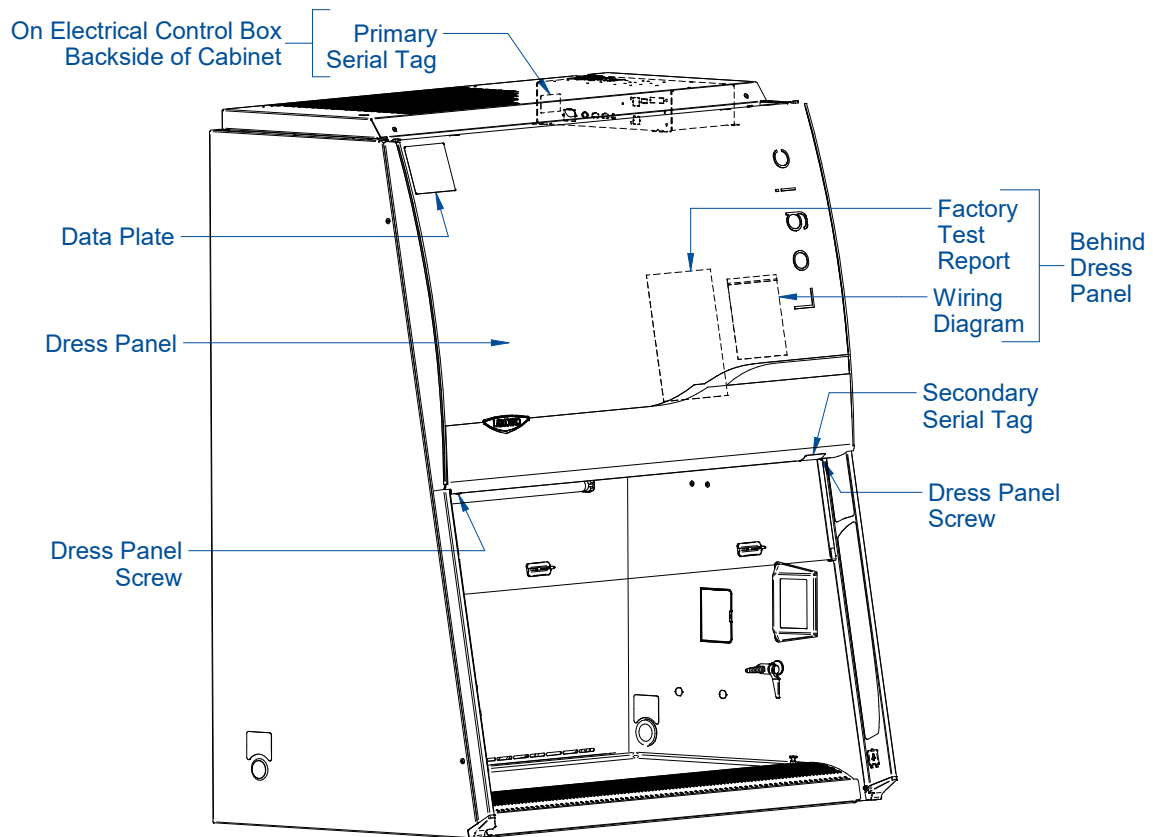 On Electrical Control Box
Backside of Cabinet
Primary
Serial Tag
Data Plate
Factory
Test
Report
Behind
Dress
Panel
Wiring
Diagram
Dress Panel
Secondary
Serial Tag
Dress Panel
Screw
Dress Panel
Screw